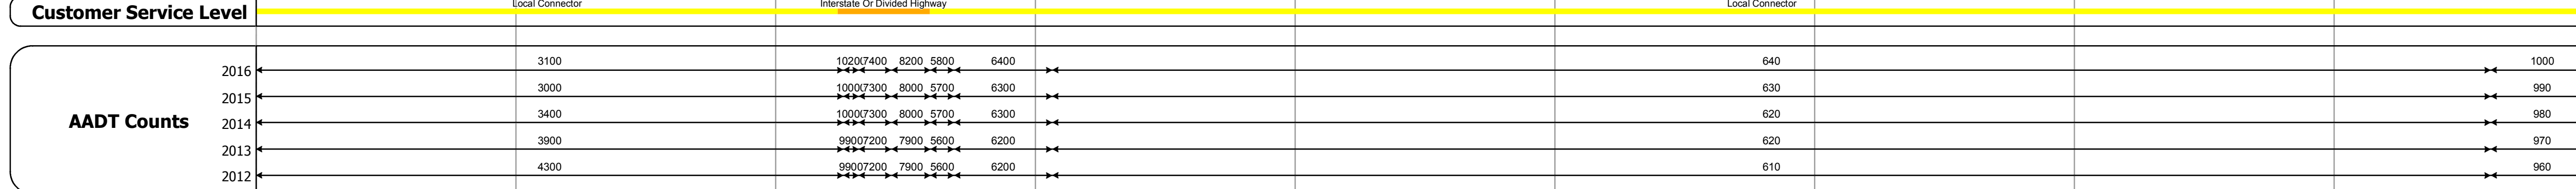 Local Connector Interstate Or Divided Highway Local Connector
Customer Service Level
AADT Counts
2016 3100 10200 7400 8200 5800 6400 640 1000
2015 3000 10000 7300 8000 5700 6300 630 990
2014 3400 10000 7300 8000 5700 6300 620 980
2013 3900 9900 7200 7900 5600 6200 620 970
2012 4300 9900 7200 7900 5600 6200 610 960